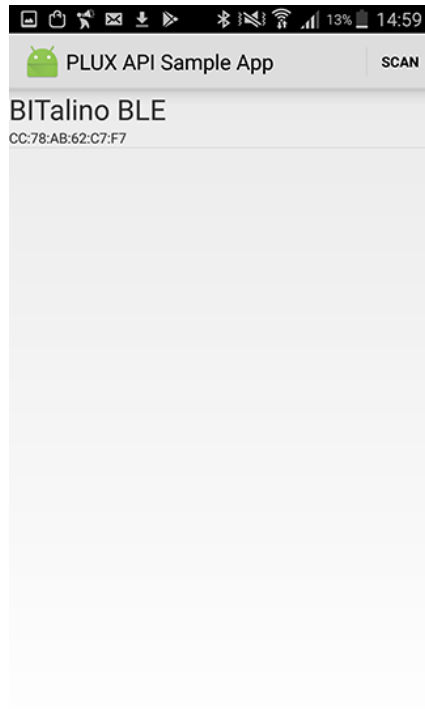 13% 14:59
PLUX API Sample App SCAN
BITalino BLE
CC:78:AB:62:C7:F7